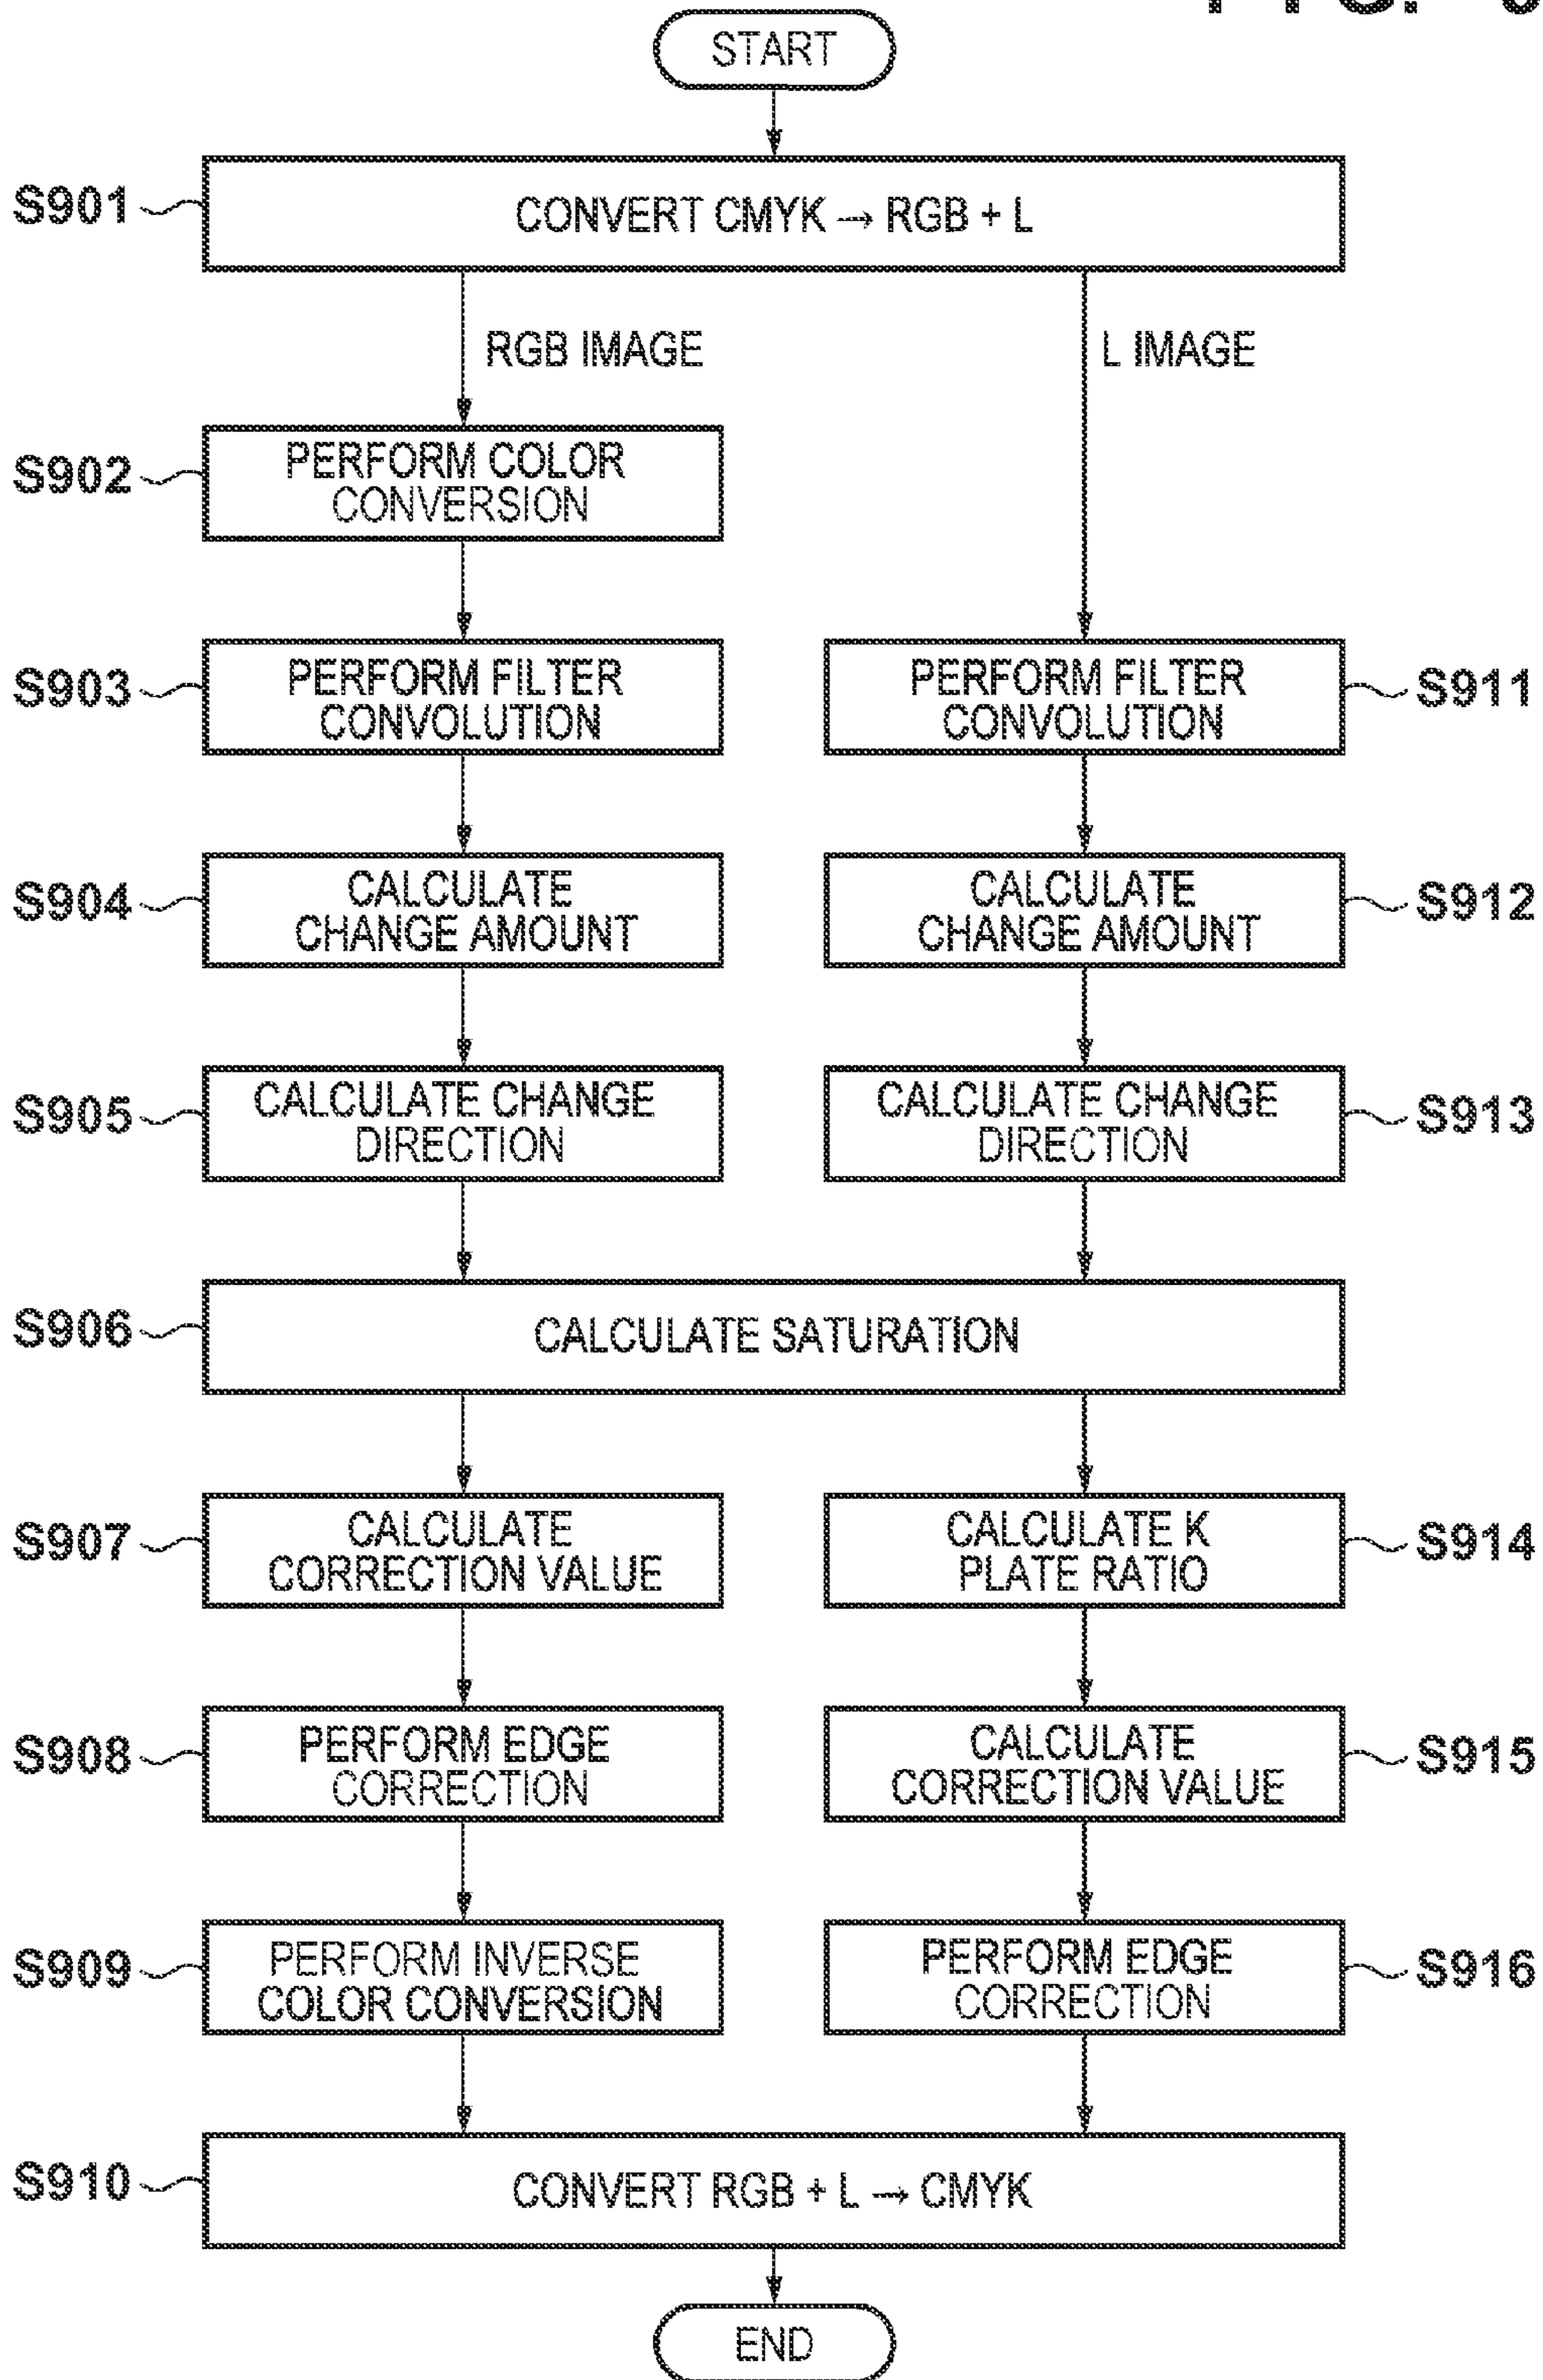 START
S901
CONVERT CMYK → RGB + L
RGB IMAGE
L IMAGE
S902
PERFORM COLOR
CONVERSION
S903
PERFORM FILTER
CONVOLUTION
PERFORM FILTER
CONVOLUTION
S911
S904
CALCULATE
CHANGE AMOUNT
CALCULATE
CHANGE AMOUNT
S912
S905
CALCULATE CHANGE
DIRECTION
CALCULATE CHANGE
DIRECTION
S913
S906
CALCULATE SATURATION
S907
CALCULATE
CORRECTION VALUE
CALCULATE K
PLATE RATIO
S914
S908
PERFORM EDGE
CORRECTION
CALCULATE
CORRECTION VALUE
S915
S909
PERFORM INVERSE
COLOR CONVERSION
PERFORM EDGE
CORRECTION
S916
S910
CONVERT RGB + L → CMYK
END